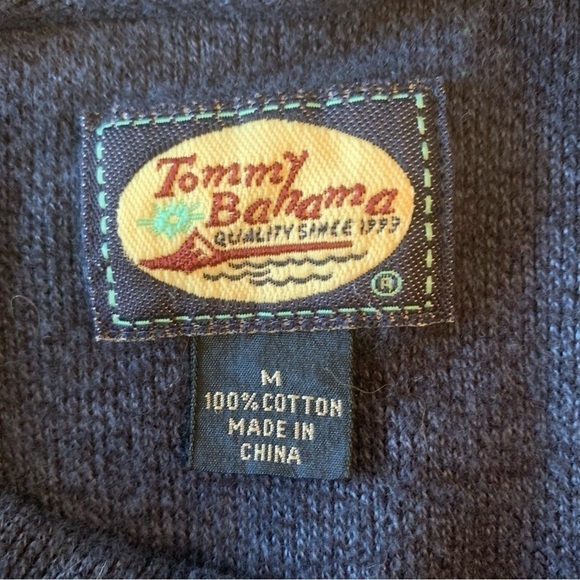 Tommy
Bahama
QUALITY SINCE 1993
®
M
100% COTTON
MADE IN
CHINA